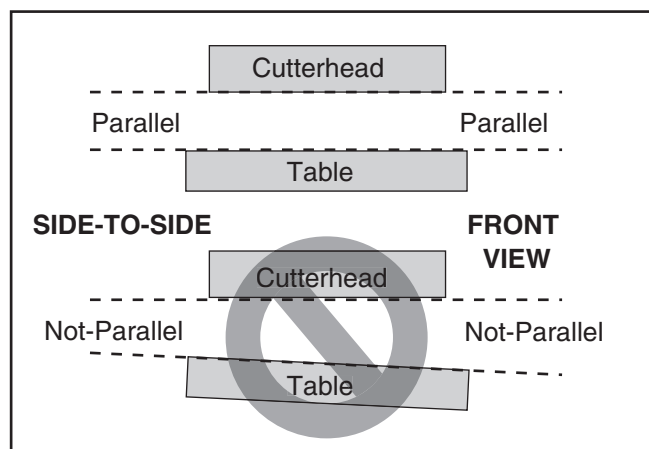 Cutterhead
Parallel Parallel
Table
SIDE-TO-SIDE FRONT
VIEW
Cutterhead
Not-Parallel Not-Parallel
Table